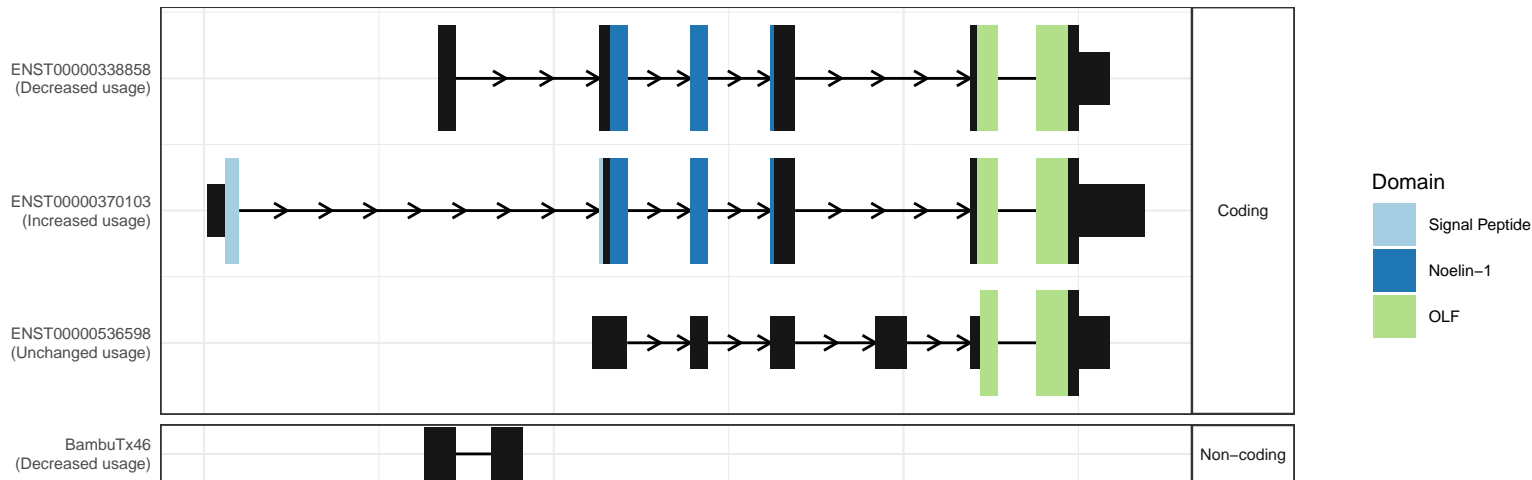 ENST00000338858
(Decreased usage)
ENST00000370103
(Increased usage)
ENST00000536598
(Unchanged usage)
Coding
BambuTx46
(Decreased usage)
Non−coding
Domain
Signal Peptide
Noelin−1
OLF